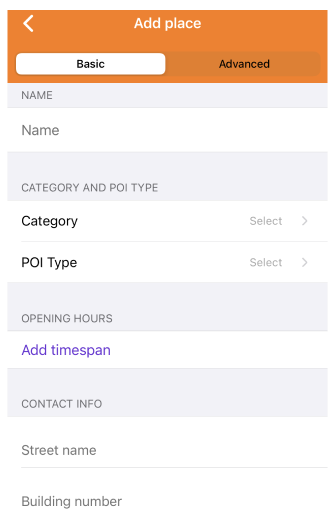 Add place
Basic Advanced
NAME
Name
CATEGORY AND POI TYPE
Category Select
POI Type Select
OPENING HOURS
Add timespan
CONTACT INFO
Street name
Building number